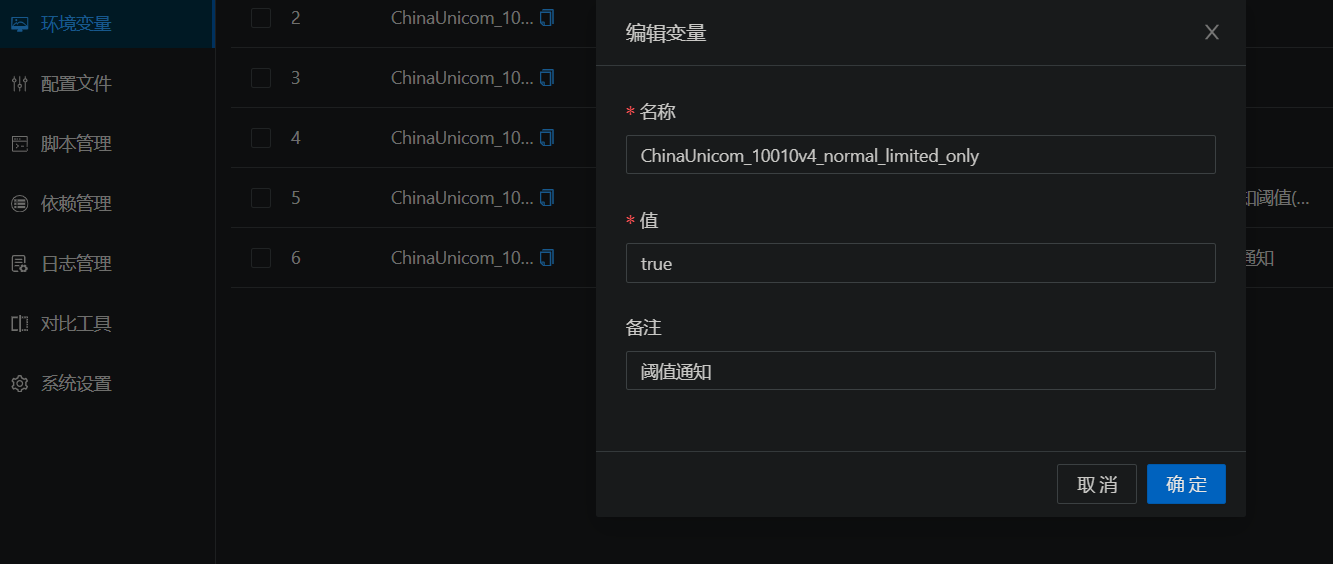 环境变量
配置文件
脚本管理
依赖管理
日志管理
对比工具
系统设置
2 ChinaUnicom_10...
3 ChinaUnicom_10...
4 ChinaUnicom_10...
5 ChinaUnicom_10... 阈值(...
6 ChinaUnicom_10... 通知
编辑变量
* 名称
ChinaUnicom_10010v4_normal_limited_only
* 值
true
备注
阈值通知
取消 确定